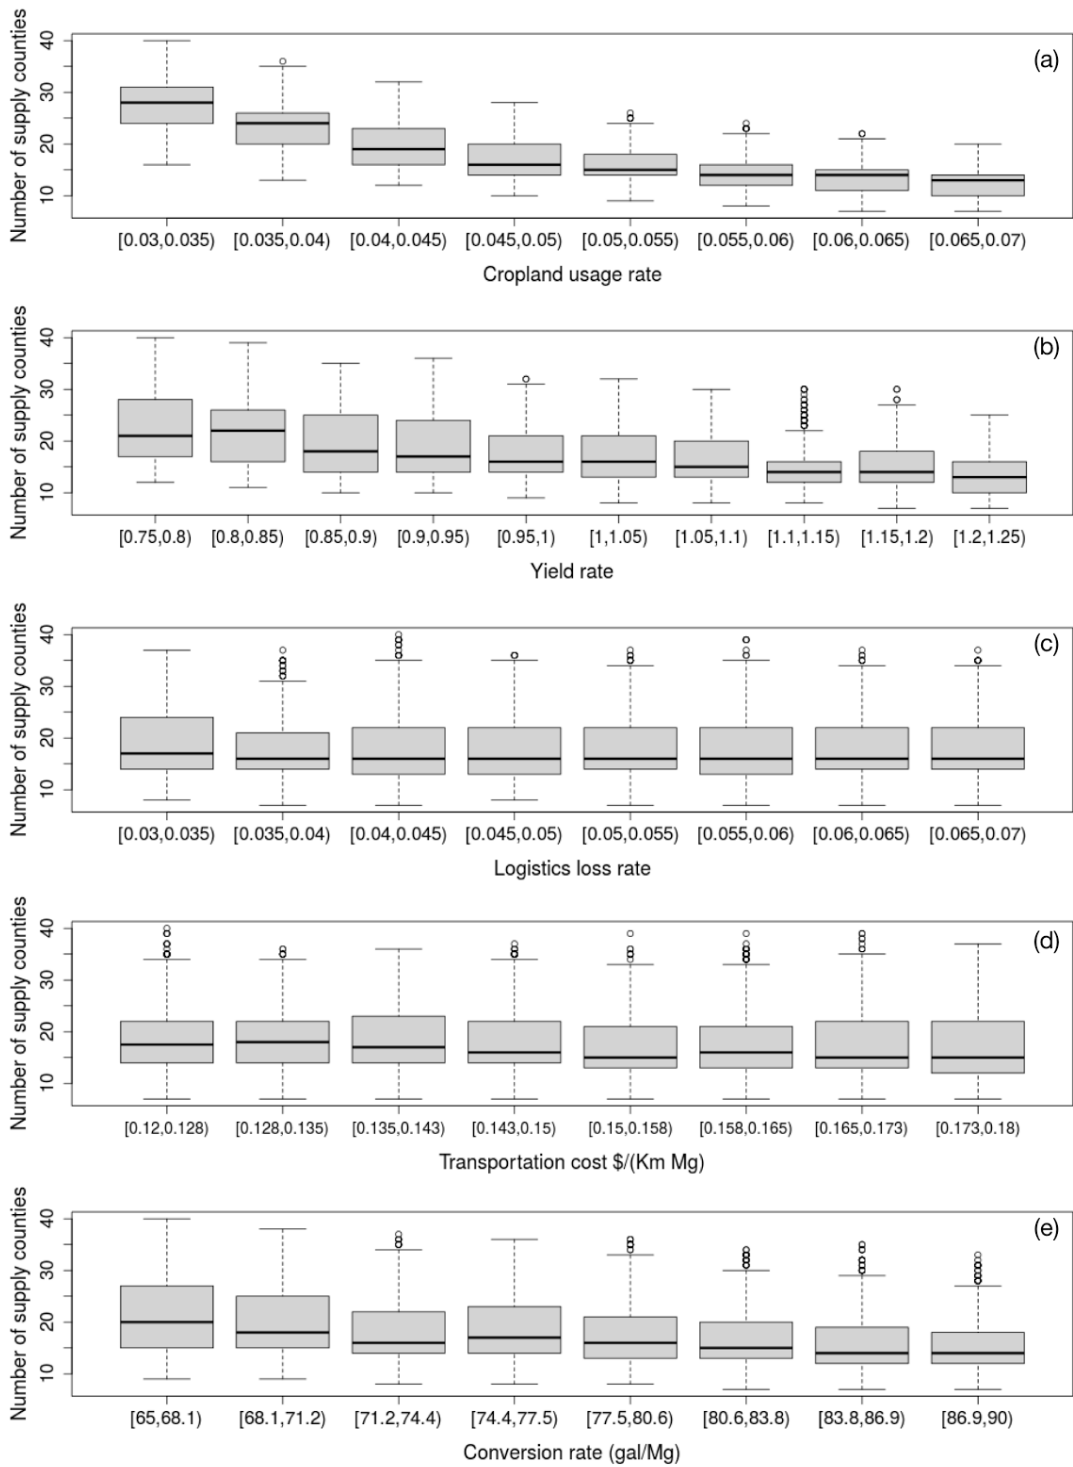 (a)
Number of supply counties
40
30
20
10
[0.03,0.035) [0.035,0.04) [0.04,0.045) [0.045,0.05) [0.05,0.055) [0.055,0.06) [0.06,0.065) [0.065,0.07)
Cropland usage rate
(b)
Number of supply counties
40
30
20
10
[0.75,0.8) [0.8,0.85) [0.85,0.9) [0.9,0.95) [0.95,1) [1,1.05) [1.05,1.1) [1.1,1.15) [1.15,1.2) [1.2,1.25)
Yield rate
(c)
Number of supply counties
40
30
20
10
[0.03,0.035) [0.035,0.04) [0.04,0.045) [0.045,0.05) [0.05,0.055) [0.055,0.06) [0.06,0.065) [0.065,0.07)
Logistics loss rate
(d)
Number of supply counties
40
30
20
10
[0.12,0.128) [0.128,0.135) [0.135,0.143) [0.143,0.15) [0.15,0.158) [0.158,0.165) [0.165,0.173) [0.173,0.18)
Transportation cost $/(Km Mg)
(e)
Number of supply counties
40
30
20
10
[65,68.1) [68.1,71.2) [71.2,74.4) [74.4,77.5) [77.5,80.6) [80.6,83.8) [83.8,86.9) [86.9,90)
Conversion rate (gal/Mg)